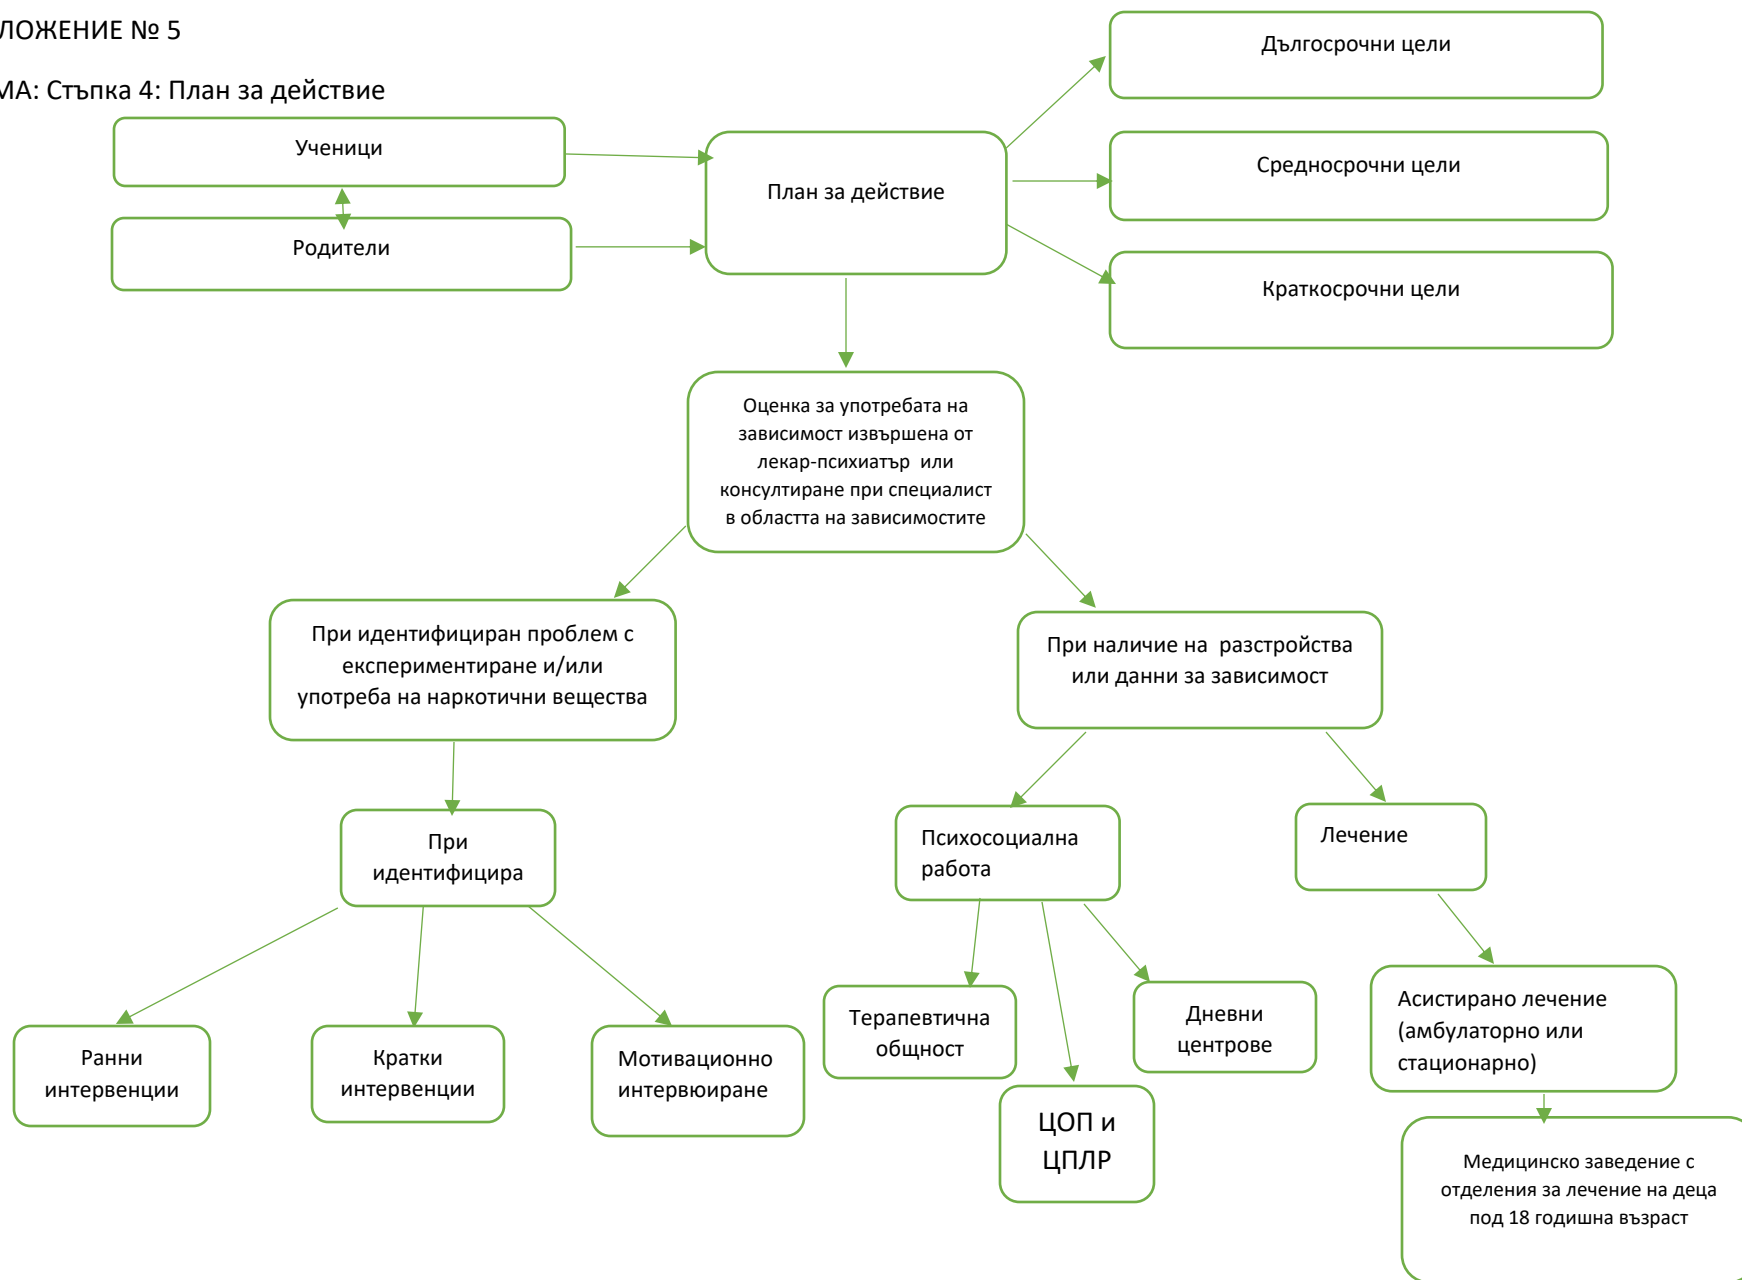 ЛОЖЕНИЕ № 5
МА: Стъпка 4: План за действие
Дългосрочни цели
Ученици
План за действие
Средносрочни цели
Родители
Краткосрочни цели
Оценка за употребата на
зависимост извършена от
лекар-психиатър или
консултиране при специалист
в областта на зависимостите
При идентифициран проблем с
експериментиране и/или
употреба на наркотични вещества
При наличие на разстройства
или данни за зависимост
При
идентифицира
Психосоциална
работа
Лечение
Ранни
интервенции
Кратки
интервенции
Мотивационно
интервюиране
Терапевтична
общност
ЦОП и
ЦПЛР
Дневни
центрове
Асистирано лечение
(амбулаторно или
стационарно)
Медицинско заведение с
отделения за лечение на деца
под 18 годишна възраст